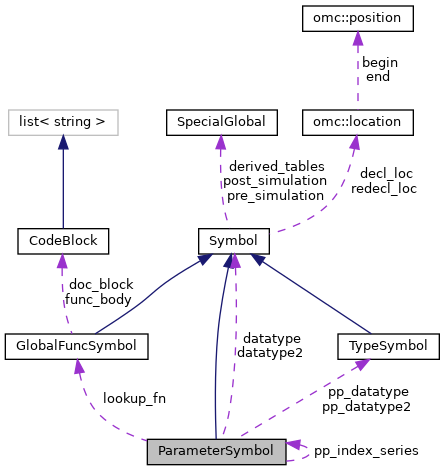 omc::position
begin
end
list< string >
SpecialGlobal
omc::location
derived_tables
post_simulation
pre_simulation
decl_loc
redecl_loc
CodeBlock
Symbol
doc_block
func_body
datatype
datatype2
GlobalFuncSymbol
TypeSymbol
lookup_fn
pp_datatype
pp_datatype2
ParameterSymbol
pp_index_series